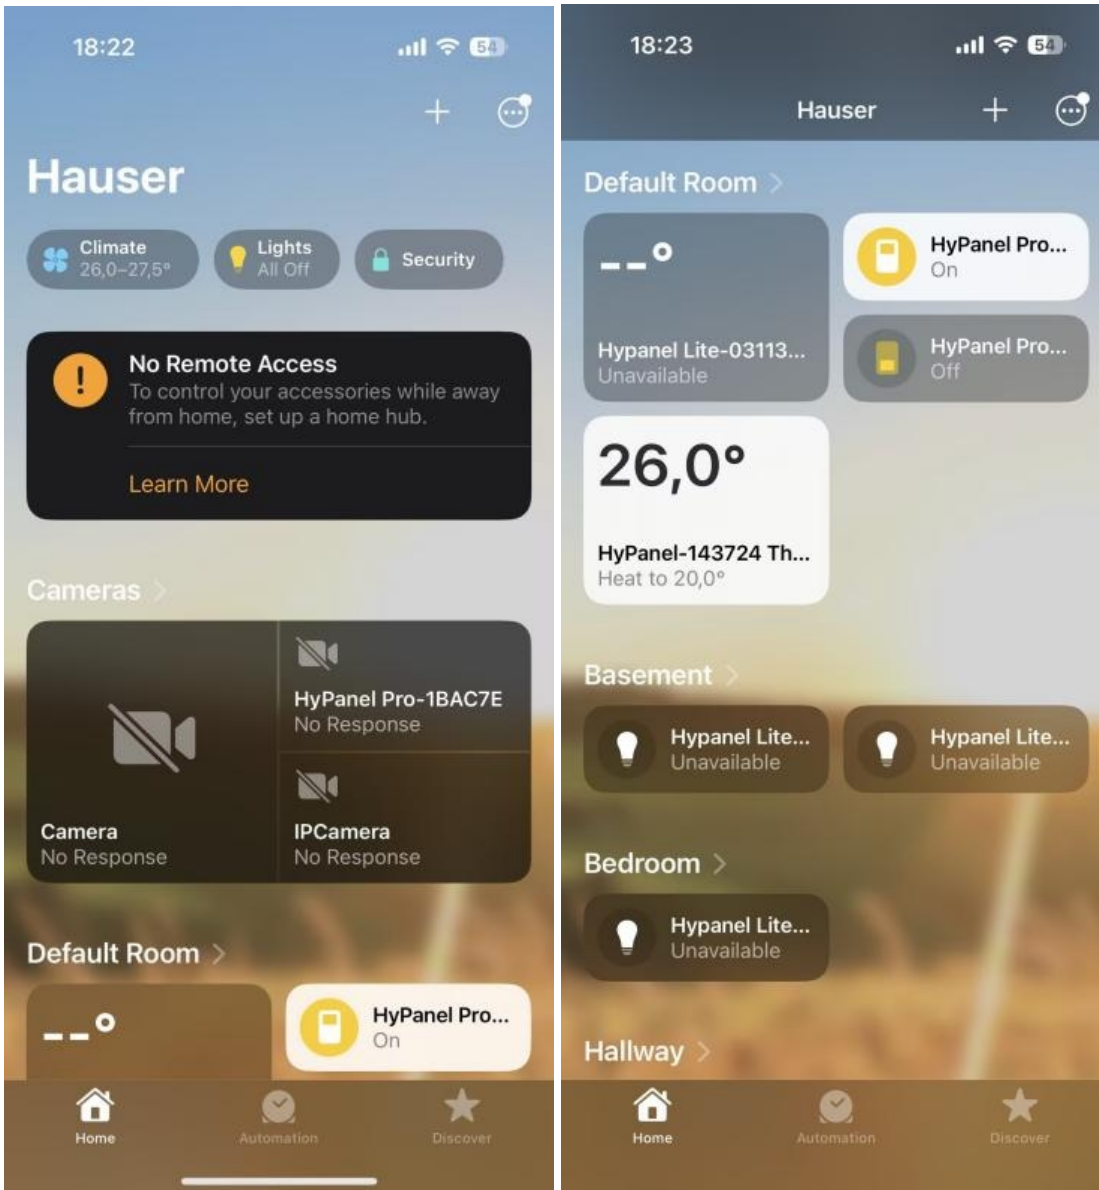 18:22
54
Hauser
Climate
26,0–27,5°
Lights
All Off
Security
No Remote Access
To control your accessories while away
from home, set up a home hub.
Learn More
Cameras >
HyPanel Pro-1BAC7E
No Response
Camera
No Response
IPCamera
No Response
Default Room >
--°
HyPanel Pro...
On
Home
Automation
Discover
18:23
54
Hauser
Default Room >
--°
Hypanel Lite-03113...
Unavailable
HyPanel Pro...
On
HyPanel Pro...
Off
26,0°
HyPanel-143724 Th...
Heat to 20,0°
Basement >
Hypanel Lite...
Unavailable
Hypanel Lite...
Unavailable
Bedroom >
Hypanel Lite...
Unavailable
Hallway >
Home
Automation
Discover